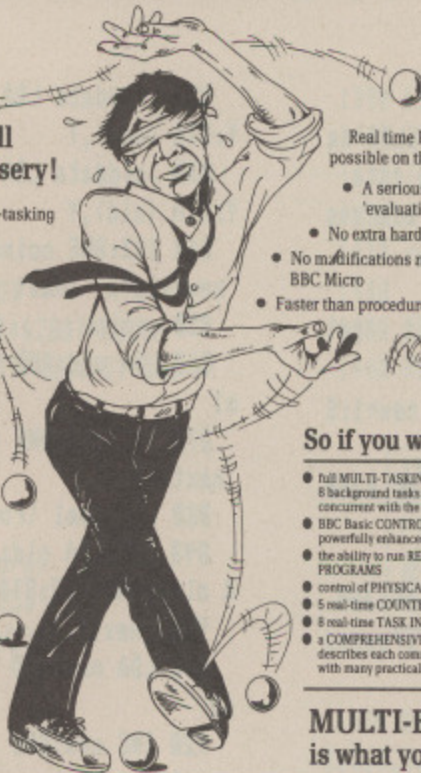 ll
sery!
-tasking
Real time
possible on th
• A seriou
'evaluati
• No extra hard
• No modifications
BBC Micro
• Faster than procedur
So if you w
• full MULTI-TASKIN
8 background tasks
concurrent with the
• BBC Basic CONTRO
powerfully enhance
• the ability to run RE
PROGRAMS
• control of PHYSICA
• 5 real-time COUNT
• 8 real-time TASK IN
• a COMPREHENSIV
describes each com
with many practical
MULTI-
is what yo